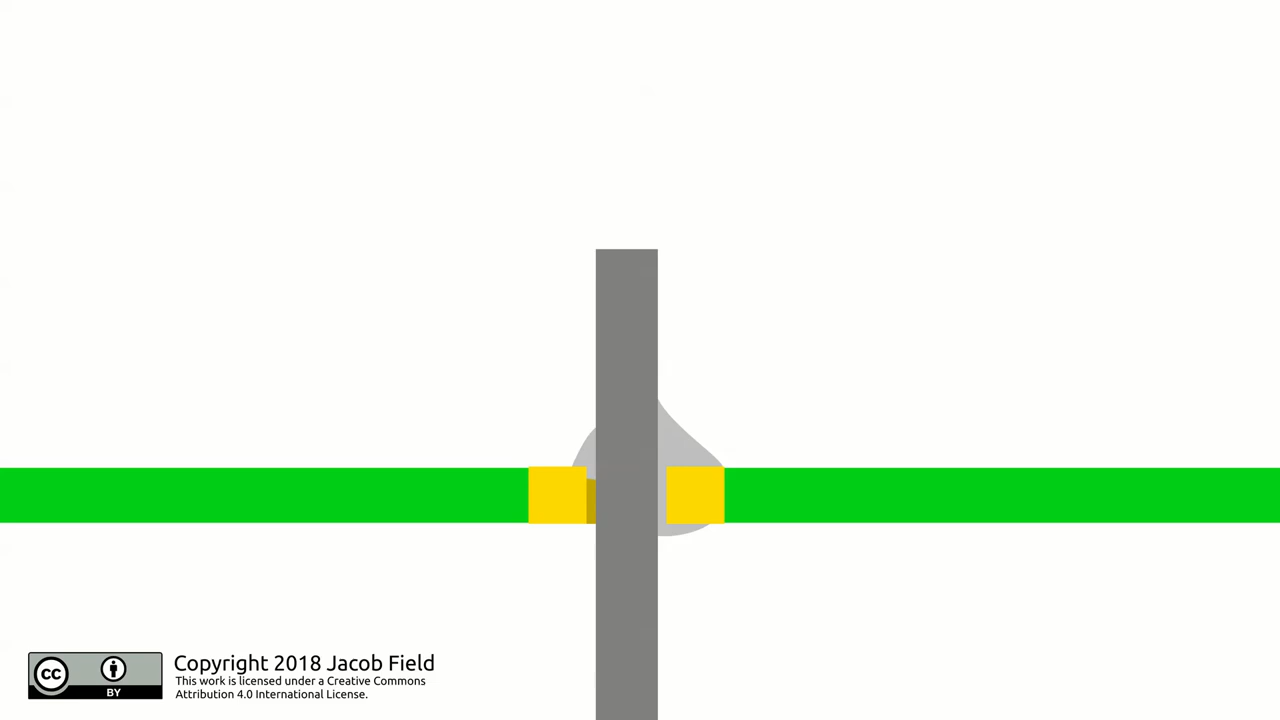 cc
BY
Copyright 2018 Jacob Field
This work is licensed under a Creative Commons
Attribution 4.0 International License.